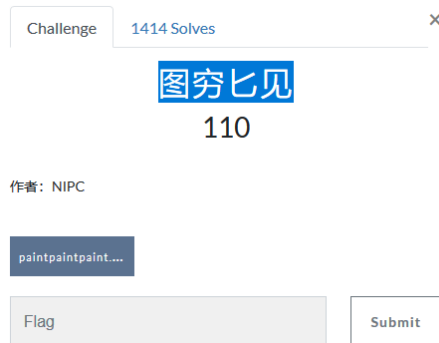 Challenge 1414 Solves ×
图穷匕见
110
作者：NIPC
paintpaintpaint....
Flag Submit